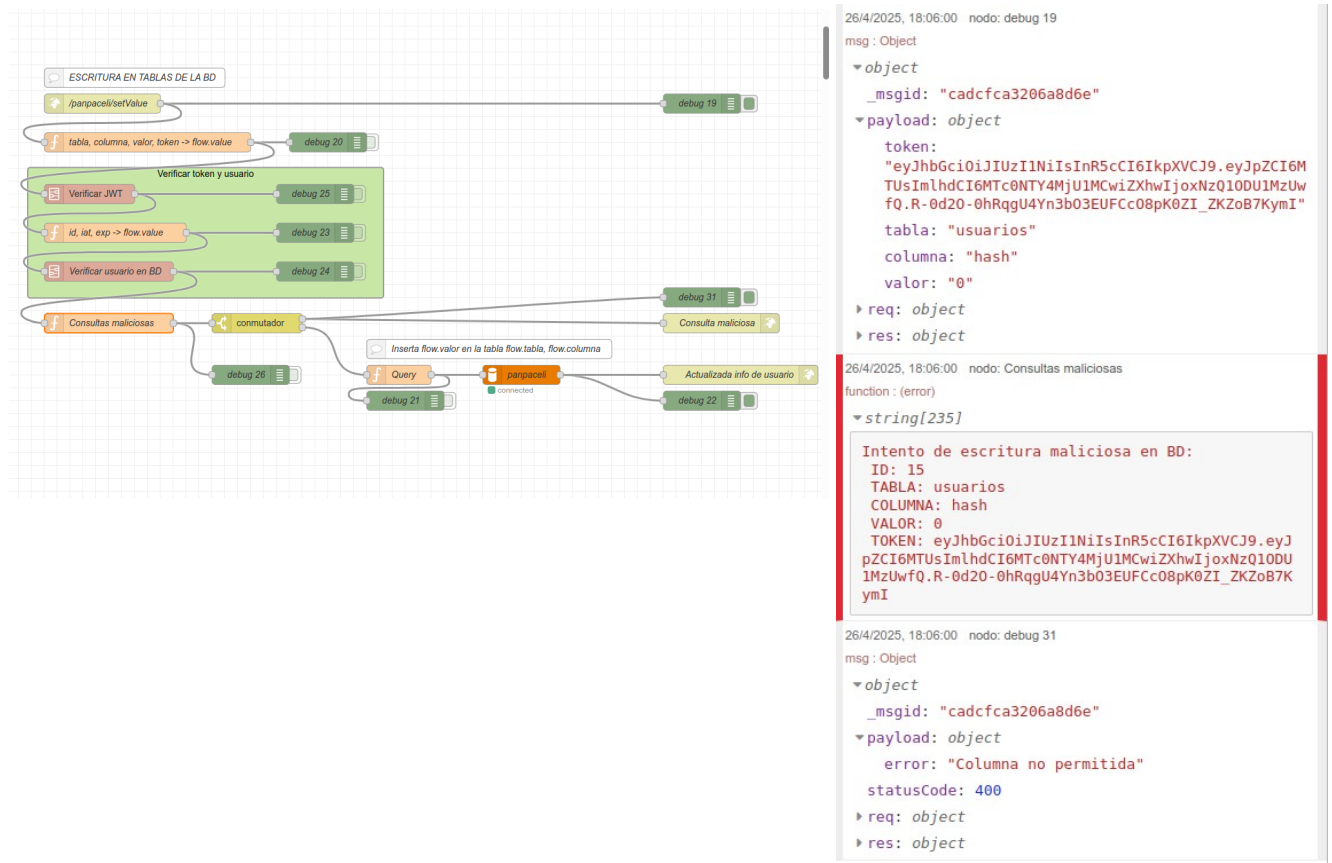 ESCRITURA EN TABLAS DE LA BD
/panpaceli/setValue
debug 19
tabla, columna, valor, token -> flow.value
debug 20
Verificar token y usuario
Verificar JWT
debug 25
id, iat, exp -> flow.value
debug 23
Verificar usuario en BD
debug 24
debug 31
Consultas maliciosas
conmutador
Consulta maliciosa
Inserta flow.valor en la tabla flow.tabla, flow.columna
debug 26
Query
panpaceli
Actualizada info de usuario
connected
debug 21
debug 22
26/4/2025, 18:06:00 nodo: debug 19
msg : Object
object
_msgid: "cadcfca3206a8d6e"
payload: object
token:
"eyJhbGciOiJIUzI1NiIsInR5cCI6IkpXVCJ9.eyJpZCI6M
TUsImlhdCI6MTc0NTY4MjU1MCwiZXhwIjoxNzQ1ODU1MzUw
fQ.R-0d2O-0hRqgU4Yn3bO3EUFCcO8pK0ZI_ZKZoB7KymI"
tabla: "usuarios"
columna: "hash"
valor: "0"
req: object
res: object
26/4/2025, 18:06:00 nodo: Consultas maliciosas
function : (error)
string[235]
Intento de escritura maliciosa en BD:
ID: 15
TABLA: usuarios
COLUMNA: hash
VALOR: 0
TOKEN: eyJhbGciOiJIUzI1NiIsInR5cCI6IkpXVCJ9.eyJ
pZCI6MTUsImlhdCI6MTc0NTY4MjU1MCwiZXhwIjoxNzQ1ODU
1MzUwfQ.R-0d2O-0hRqgU4Yn3bO3EUFCcO8pK0ZI_ZKZoB7K
ymI
26/4/2025, 18:06:00 nodo: debug 31
msg : Object
object
_msgid: "cadcfca3206a8d6e"
payload: object
error: "Columna no permitida"
statusCode: 400
req: object
res: object